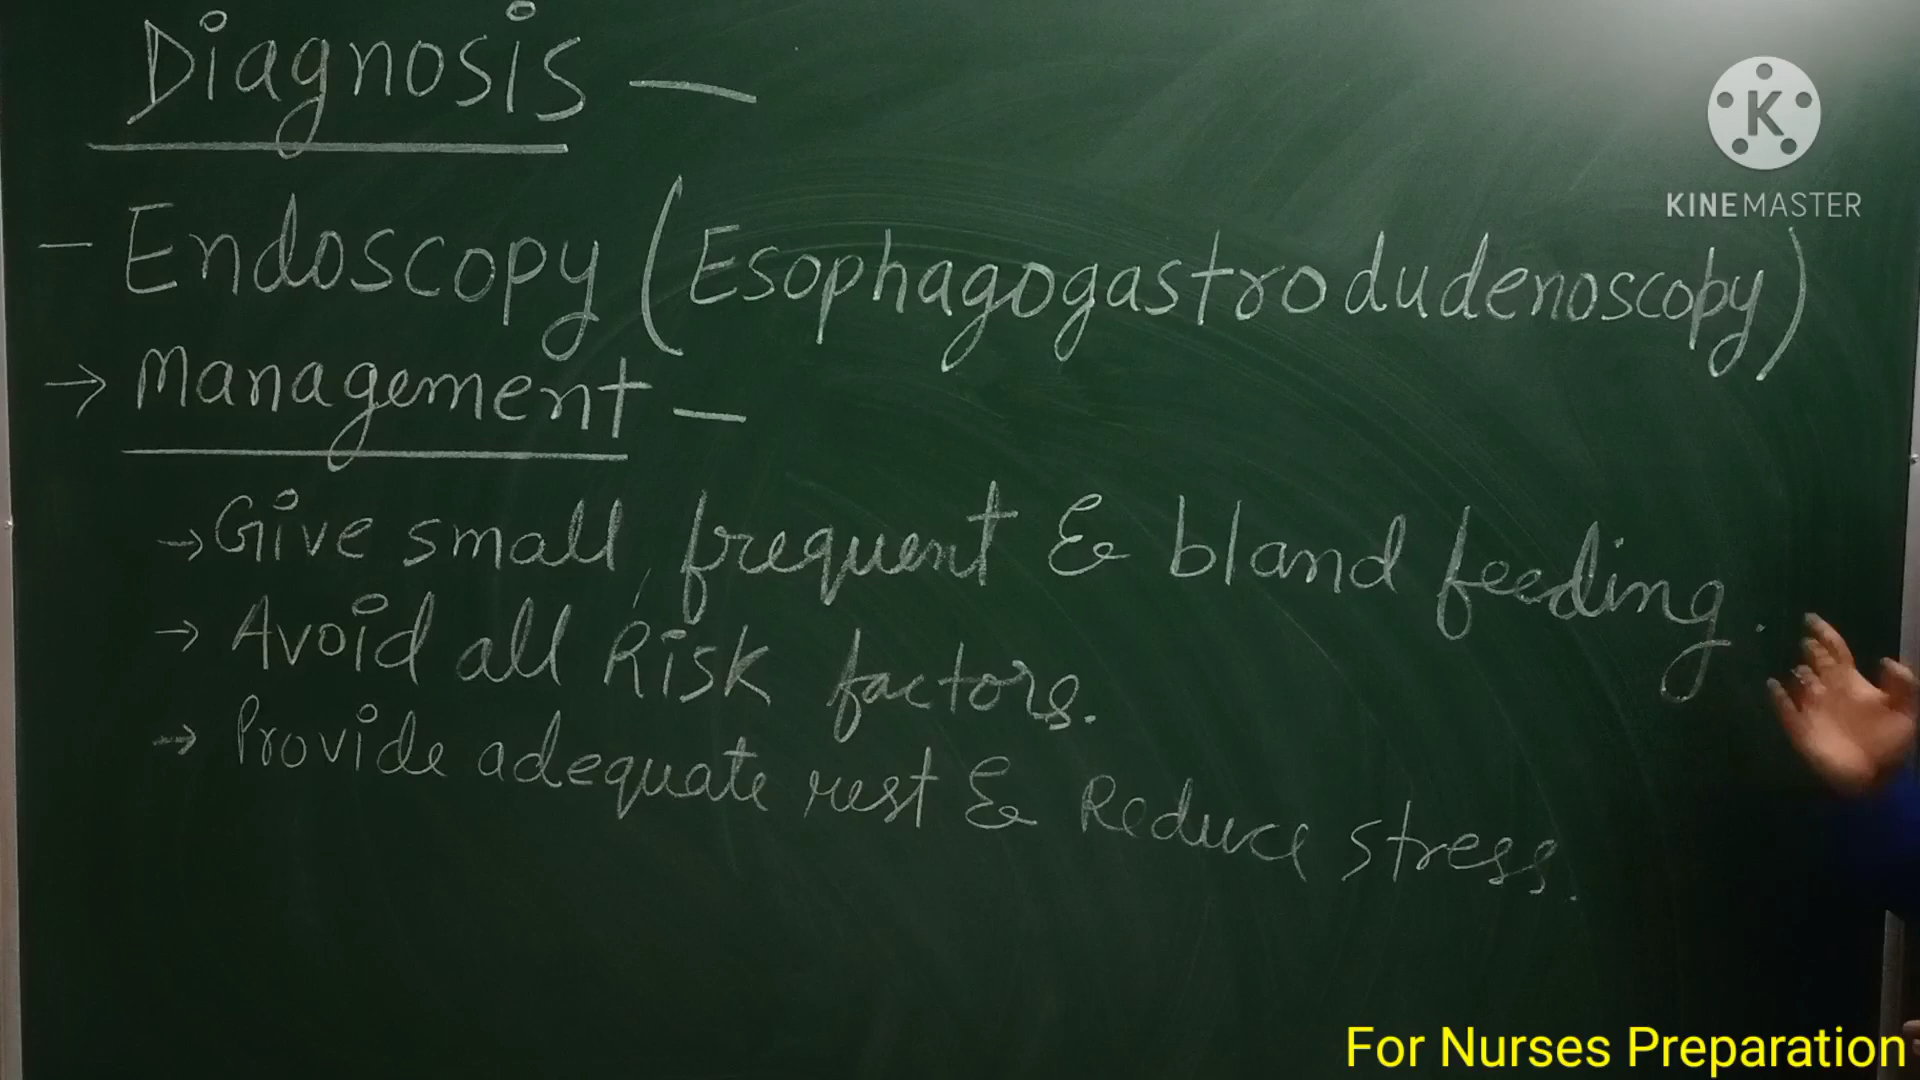 Diagnosis —
K
KINEMASTER
- Endoscopy (Esophagogastrodudenoscopy)
→ Management —
→ Give small, frequent & bland feeding.
→ Avoid all Risk factors.
→ Provide adequate rest & Reduce stress.
For Nurses Preparation